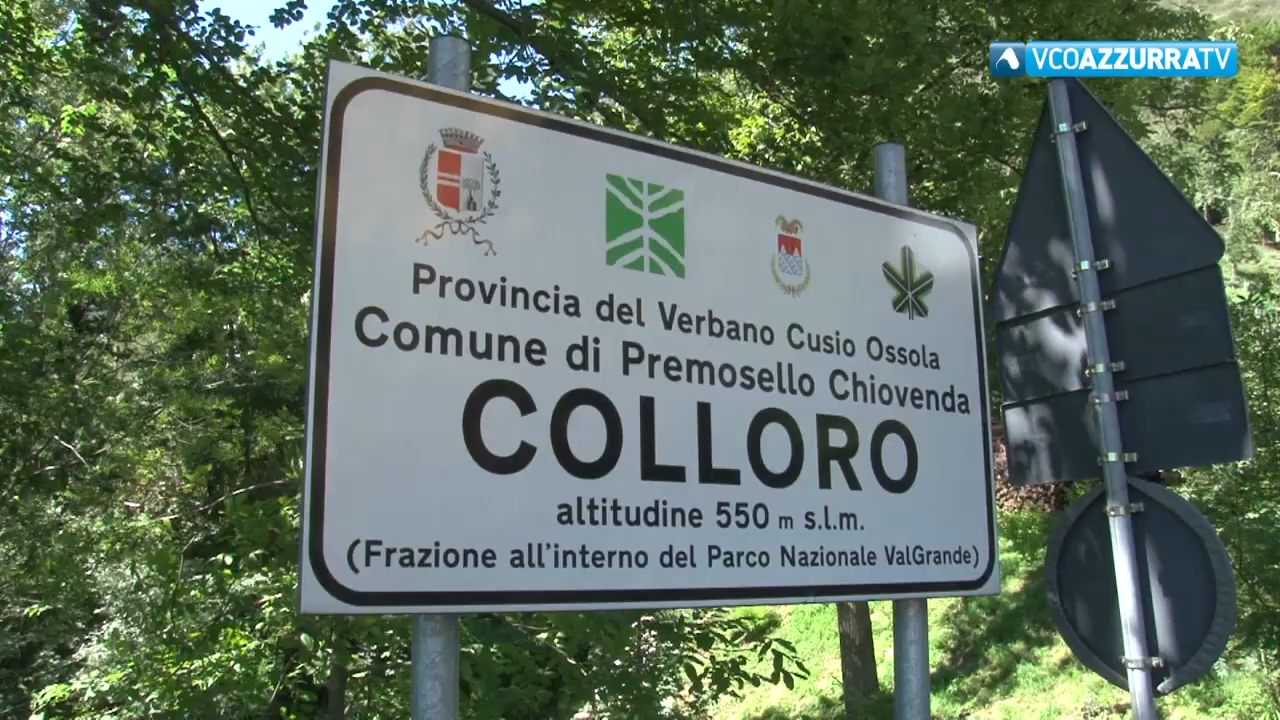 VCOAZZURRATV
Provincia del Verbano Cusio Ossola
Comune di Premosello Chiovenda
COLLORO
altitudine 550 m s.l.m.
(Frazione all'interno del Parco Nazionale ValGrande)